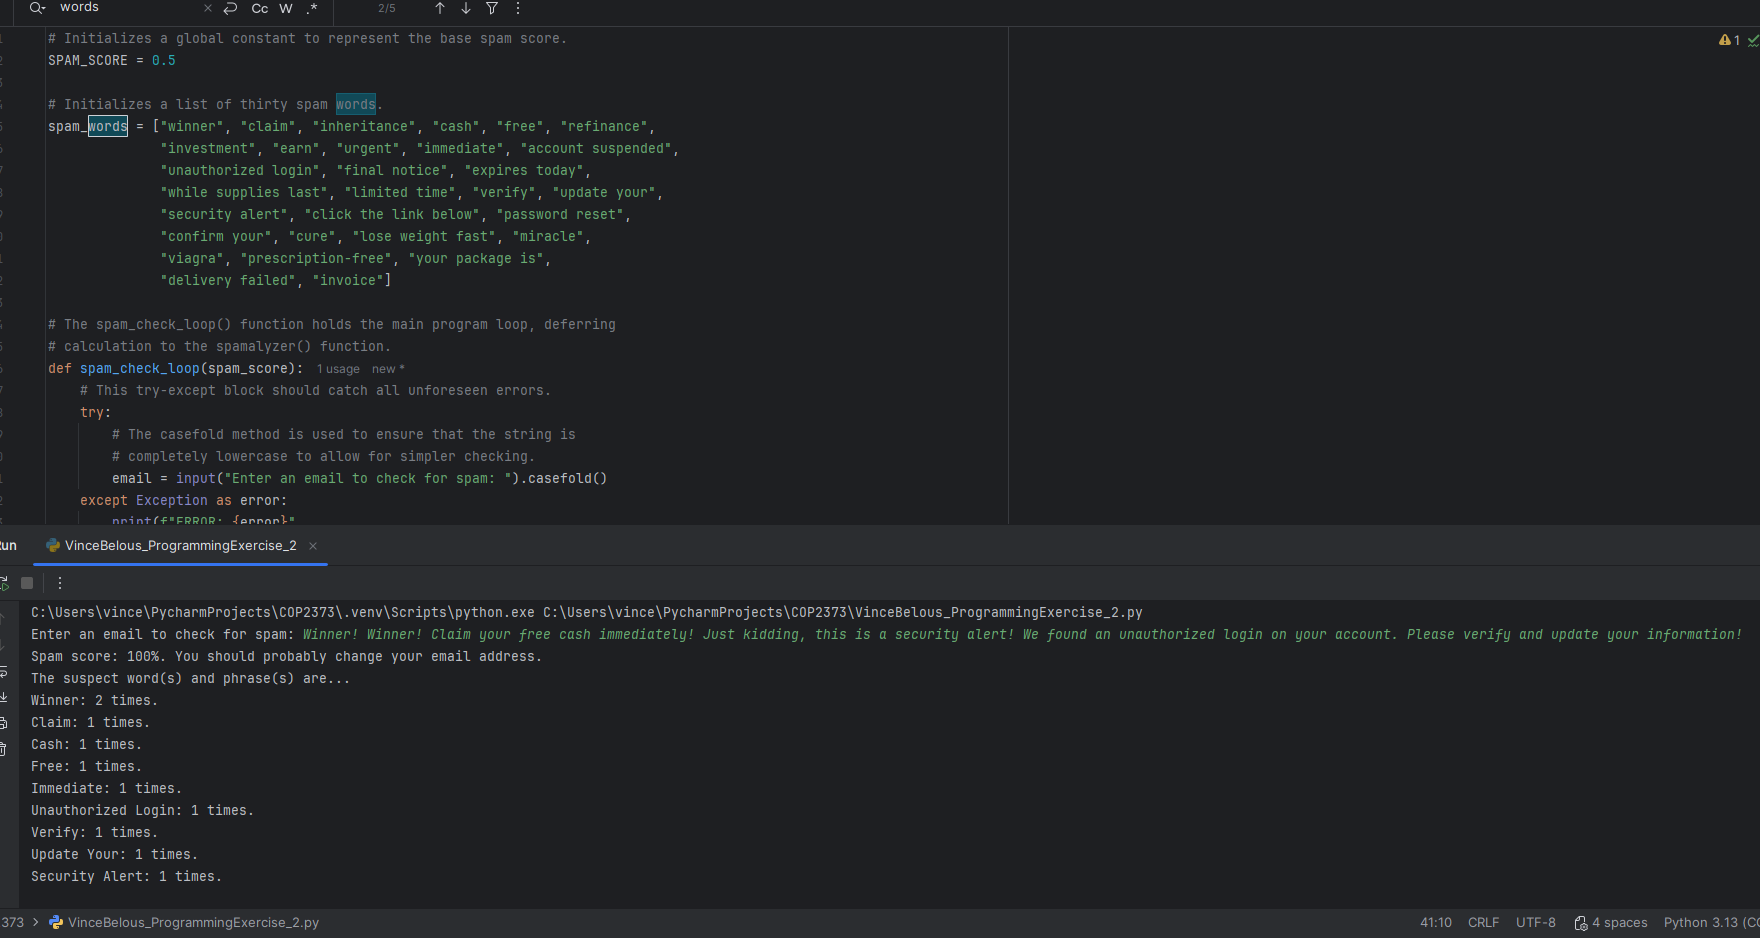 words Cc W .* 2/5
# Initializes a global constant to represent the base spam score.
SPAM_SCORE = 0.5
1
# Initializes a list of thirty spam words.
spam_words = ["winner", "claim", "inheritance", "cash", "free", "refinance",
"investment", "earn", "urgent", "immediate", "account suspended",
"unauthorized login", "final notice", "expires today",
"while supplies last", "limited time", "verify", "update your",
"security alert", "click the link below", "password reset",
"confirm your", "cure", "lose weight fast", "miracle",
"viagra", "prescription-free", "your package is",
"delivery failed", "invoice"]
# The spam_check_loop() function holds the main program loop, deferring
# calculation to the spamalyzer() function.
def spam_check_loop(spam_score): 1 usage new *
# This try-except block should catch all unforeseen errors.
try:
# The casefold method is used to ensure that the string is
# completely lowercase to allow for simpler checking.
email = input("Enter an email to check for spam: ").casefold()
except Exception as error:
print(f"ERROR: {error}"
VinceBelous_ProgrammingExercise_2
C:\Users\vince\PycharmProjects\COP2373\.venv\Scripts\python.exe C:\Users\vince\PycharmProjects\COP2373\VinceBelous_ProgrammingExercise_2.py
Enter an email to check for spam: Winner! Winner! Claim your free cash immediately! Just kidding, this is a security alert! We found an unauthorized login on your account. Please verify and update your information!
Spam score: 100%. You should probably change your email address.
The suspect word(s) and phrase(s) are...
Winner: 2 times.
Claim: 1 times.
Cash: 1 times.
Free: 1 times.
Immediate: 1 times.
Unauthorized Login: 1 times.
Verify: 1 times.
Update Your: 1 times.
Security Alert: 1 times.
373 > VinceBelous_ProgrammingExercise_2.py 41:10 CRLF UTF-8 4 spaces Python 3.13